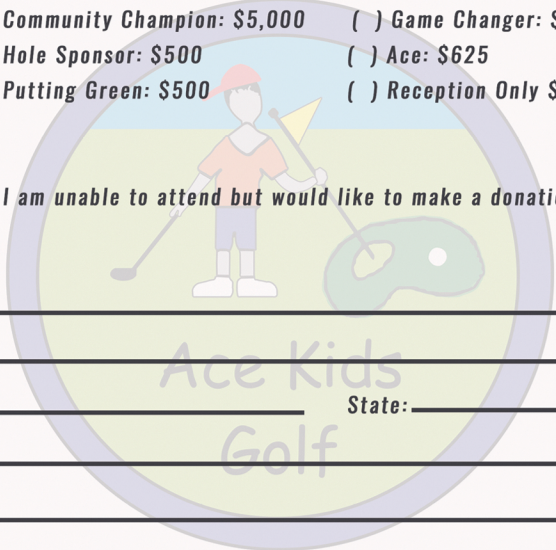 Community Champion: $5,000 ( ) Game Changer: $
Hole Sponsor: $500 ( ) Ace: $625
Putting Green: $500 ( ) Reception Only $
I am unable to attend but would like to make a donati
Ace Kids
State:
Golf